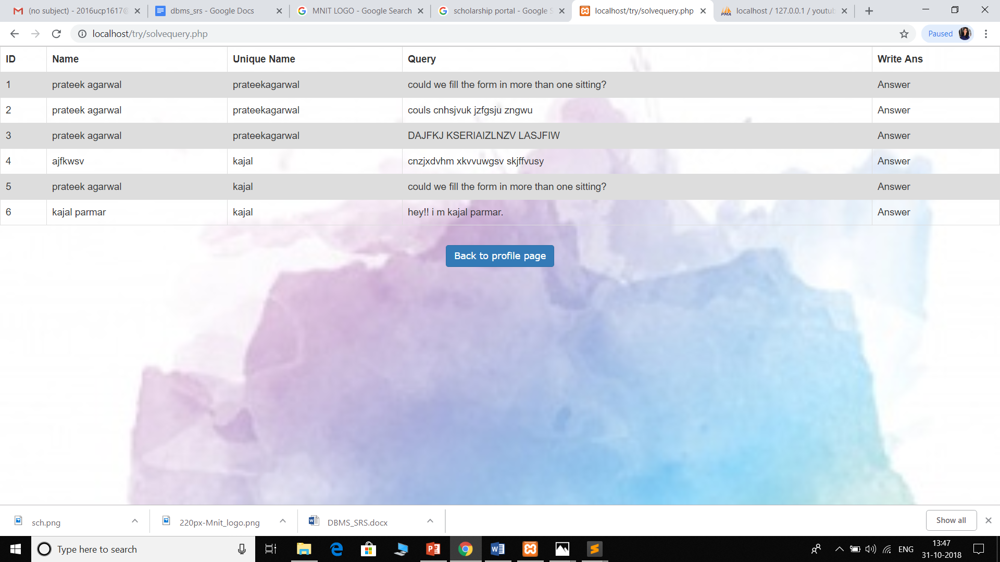 (no subject) - 2016ucp1617@ dbms_srs - Google Docs MNIT LOGO - Google Search scholarship portal - Google S localhost/try/solvequery.php PMA localhost / 127.0.0.1 / youtub
localhost/try/solvequery.php Paused
ID Name Unique Name Query Write Ans
1 prateek agarwal prateekagarwal could we fill the form in more than one sitting? Answer
2 prateek agarwal prateekagarwal couls cnhsjvuk jzfgsju zngwu Answer
3 prateek agarwal prateekagarwal DAJFKJ KSERIAIZLNZV LASJFIW Answer
4 ajfkwsv kajal cnzjxdvhm xkvvuwgsv skjffvusy Answer
5 prateek agarwal kajal could we fill the form in more than one sitting? Answer
6 kajal parmar kajal hey!! i m kajal parmar. Answer
Back to profile page
sch.png 220px-Mnit_logo.png DBMS_SRS.docx Show all
Type here to search ENG 13:47
31-10-2018